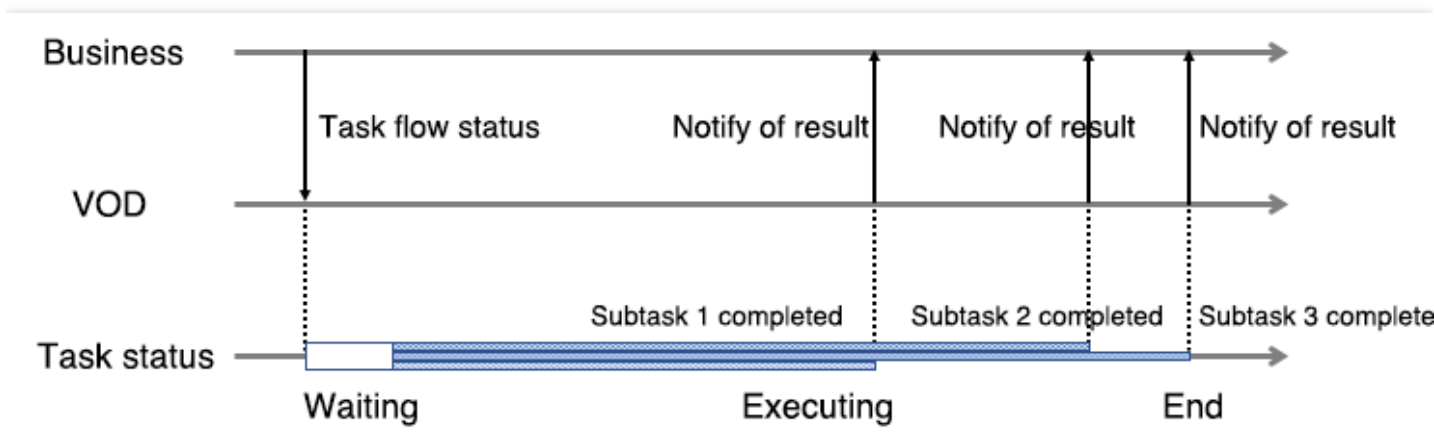 Business
Task flow status
Notify of result
Notify of result
Notify of result
VOD
Subtask 1 completed
Subtask 2 completed
Subtask 3 complete
Task status
Waiting
Executing
End